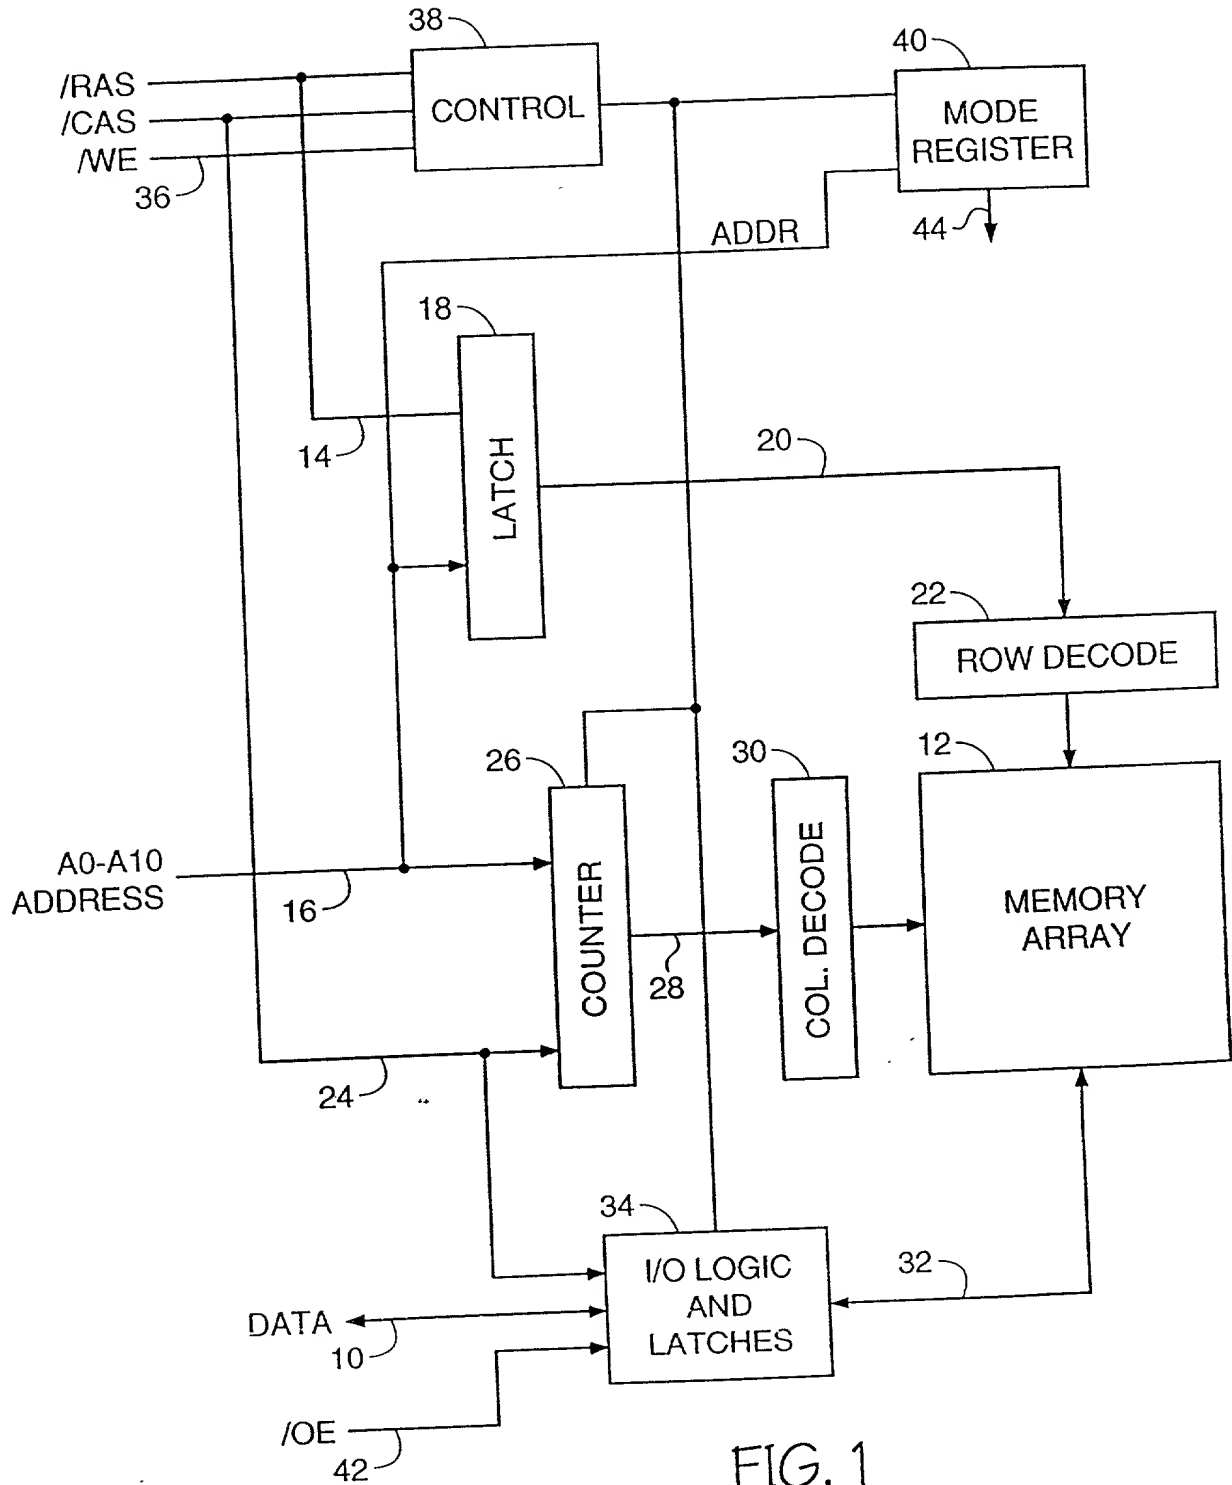 38
40
/RAS
/CAS
/WE
36
CONTROL
MODE
REGISTER
44
ADDR
18
14
LATCH
20
22
ROW DECODE
26
30
12
A0-A10
ADDRESS
16
COUNTER
28
COL. DECODE
MEMORY
ARRAY
24
34
I/O LOGIC
AND
LATCHES
32
DATA
10
/OE
42
FIG. 1